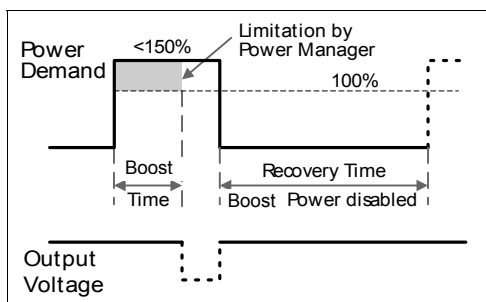 Power
Demand
<150%
Limitation by
Power Manager
100%
Boost
Time
Recovery Time
Boost Power disabled
Output
Voltage